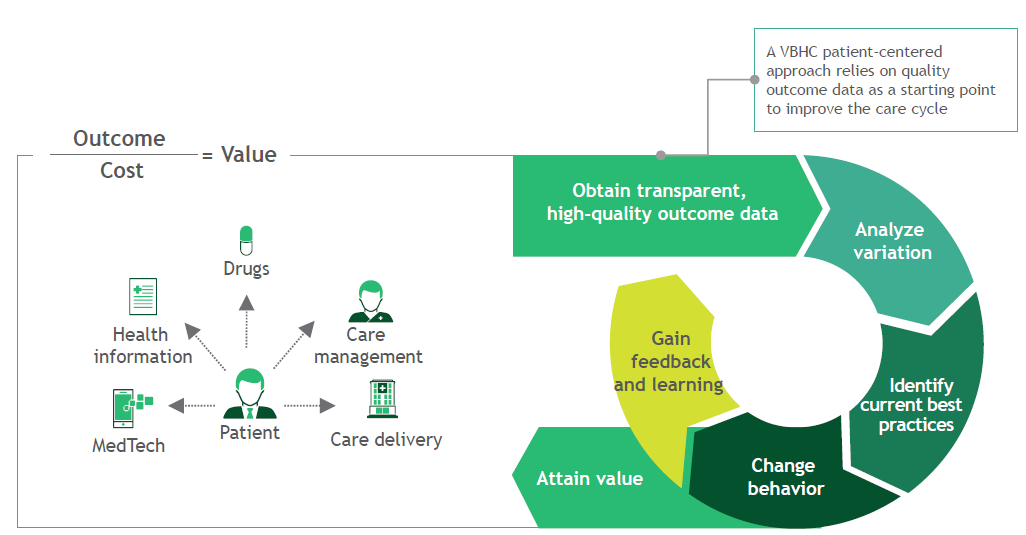 A VBHC patient-centered
approach relies on quality
outcome data as a starting point
to improve the care cycle
Outcome
Cost
= Value
Obtain transparent,
high-quality outcome data
Analyze
variation
Drugs
Health
information
Care
management
Gain
feedback
and learning
Identify
current best
practices
MedTech
Patient
Care delivery
Attain value
Change
behavior